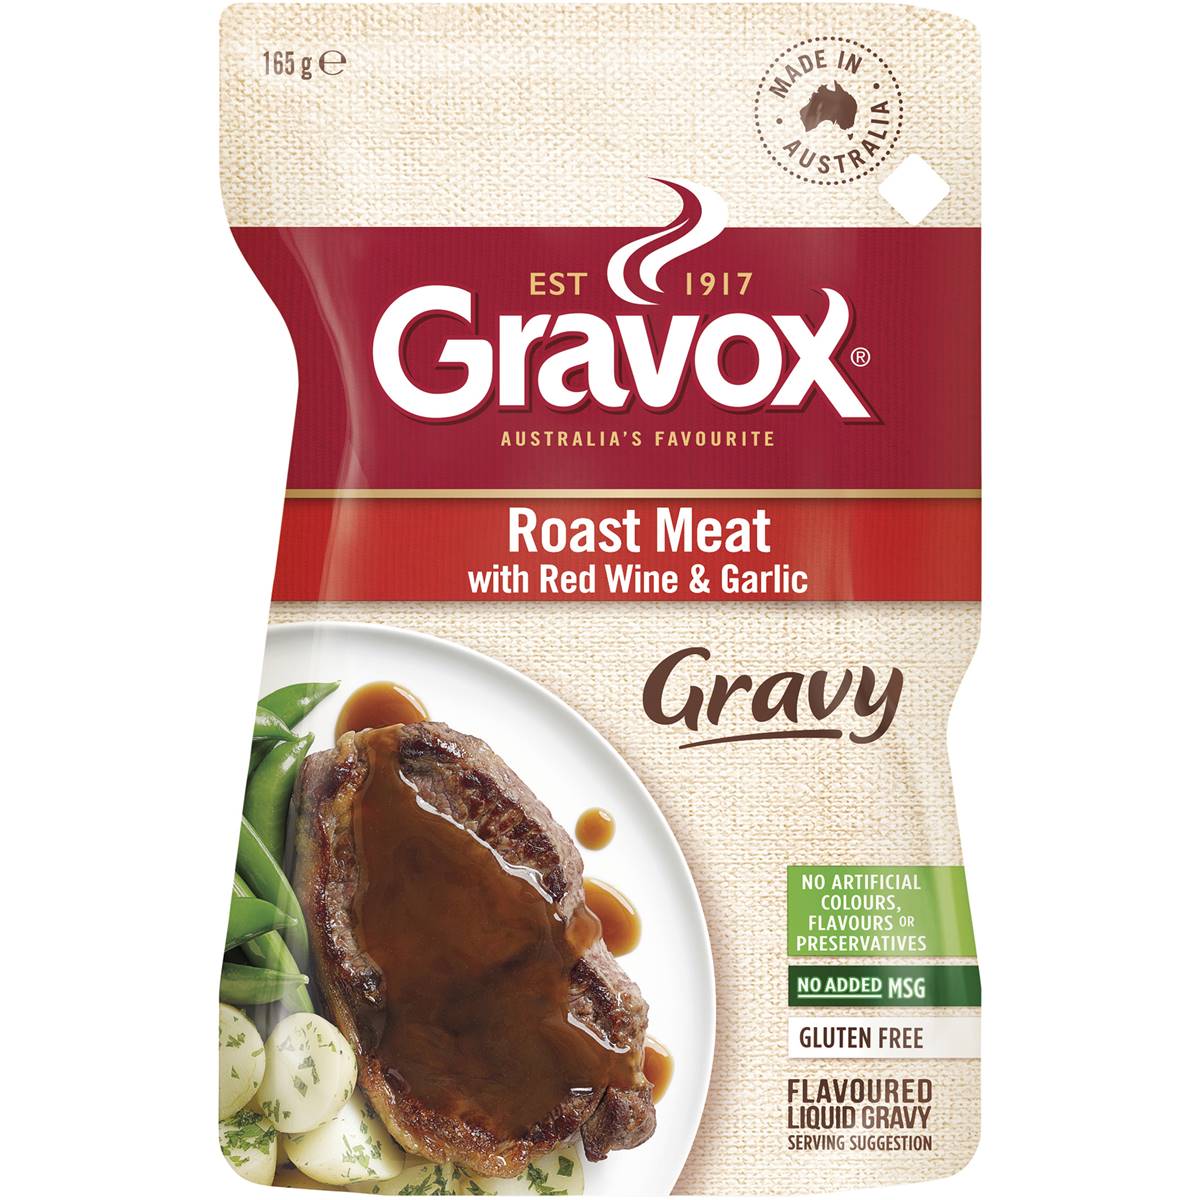 165 g ℮
MADE IN
AUSTRALIA
EST 1917
Gravox®
AUSTRALIA'S FAVOURITE
Roast Meat
with Red Wine & Garlic
Gravy
NO ARTIFICIAL
COLOURS,
FLAVOURS OR
PRESERVATIVES
NO ADDED MSG
GLUTEN FREE
FLAVOURED
LIQUID GRAVY
SERVING SUGGESTION